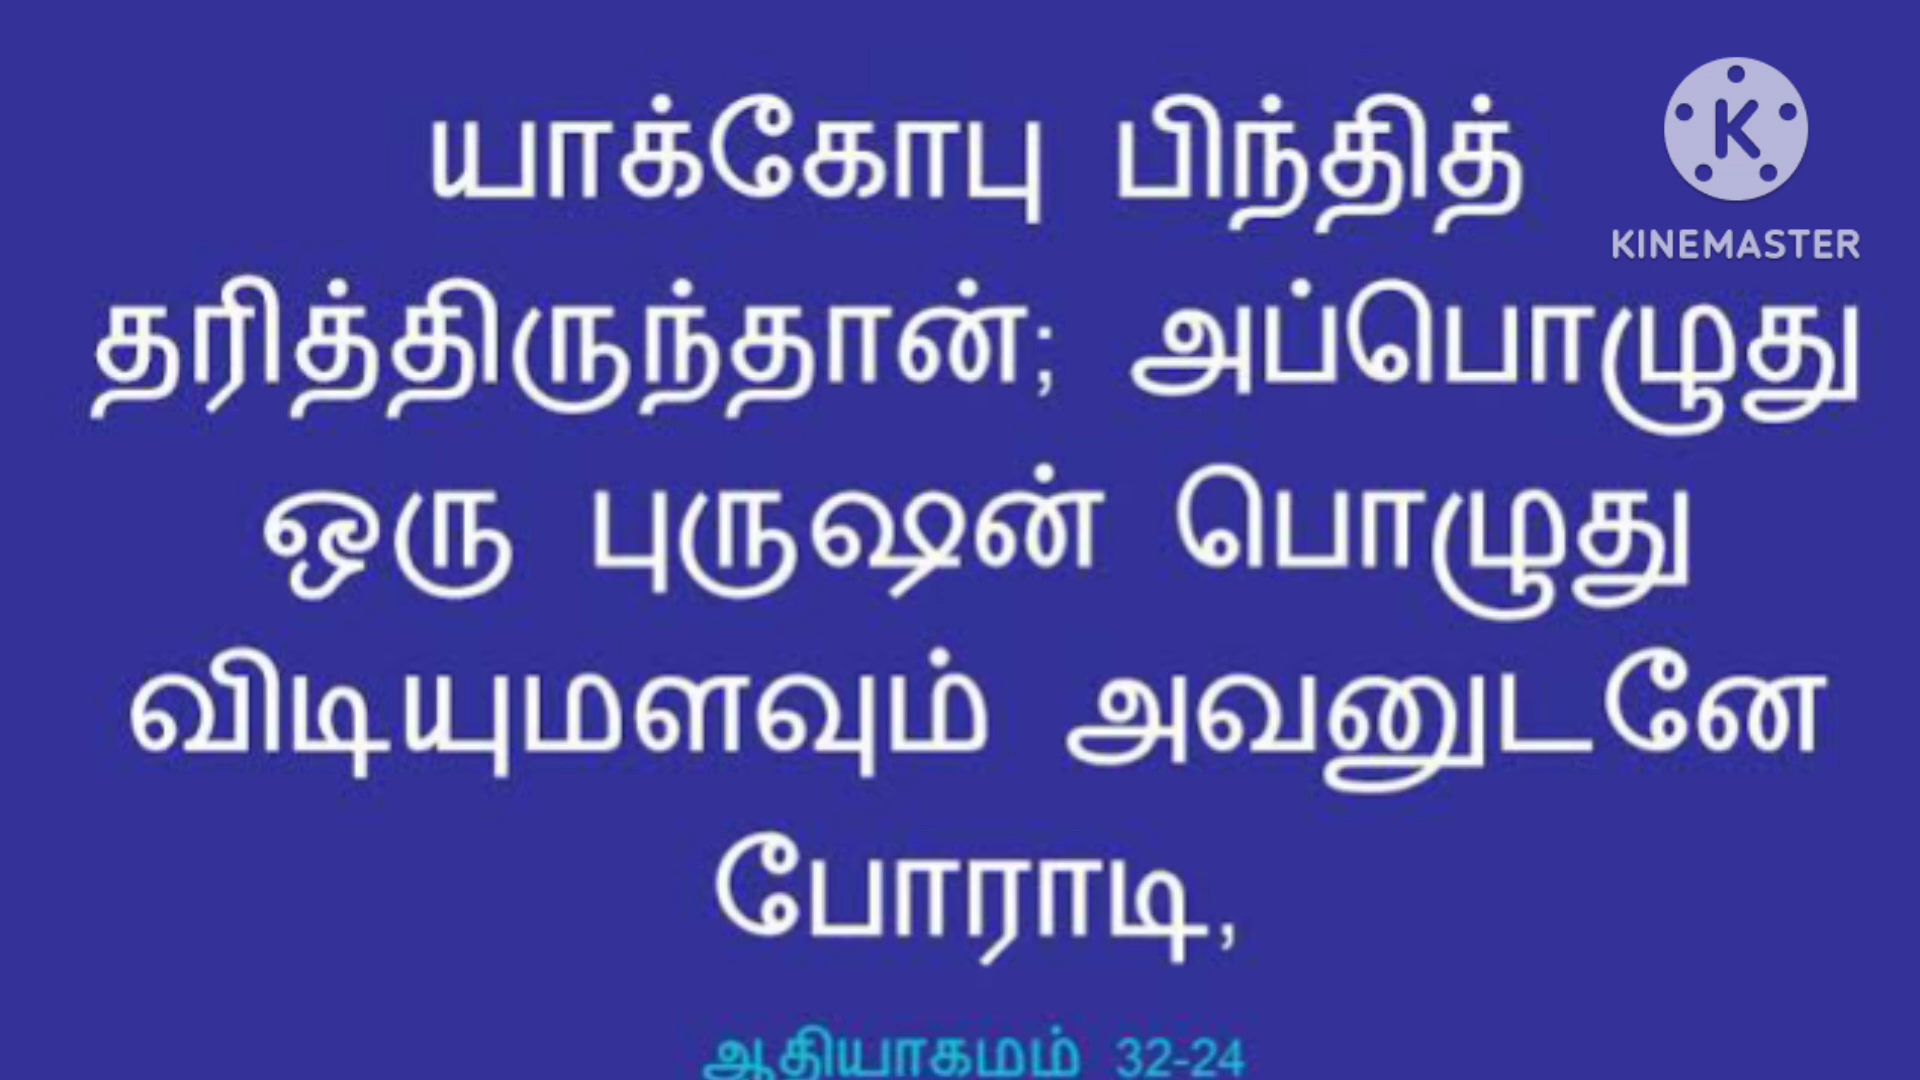 யாக்கோபு பிந்தித்
KINEMASTER
தரித்திருந்தான்; அப்பொழுது
ஒரு புருஷன் பொழுது
விடியுமளவும் அவனுடனே
போராடி,
ஆதியாகமம் 32-24